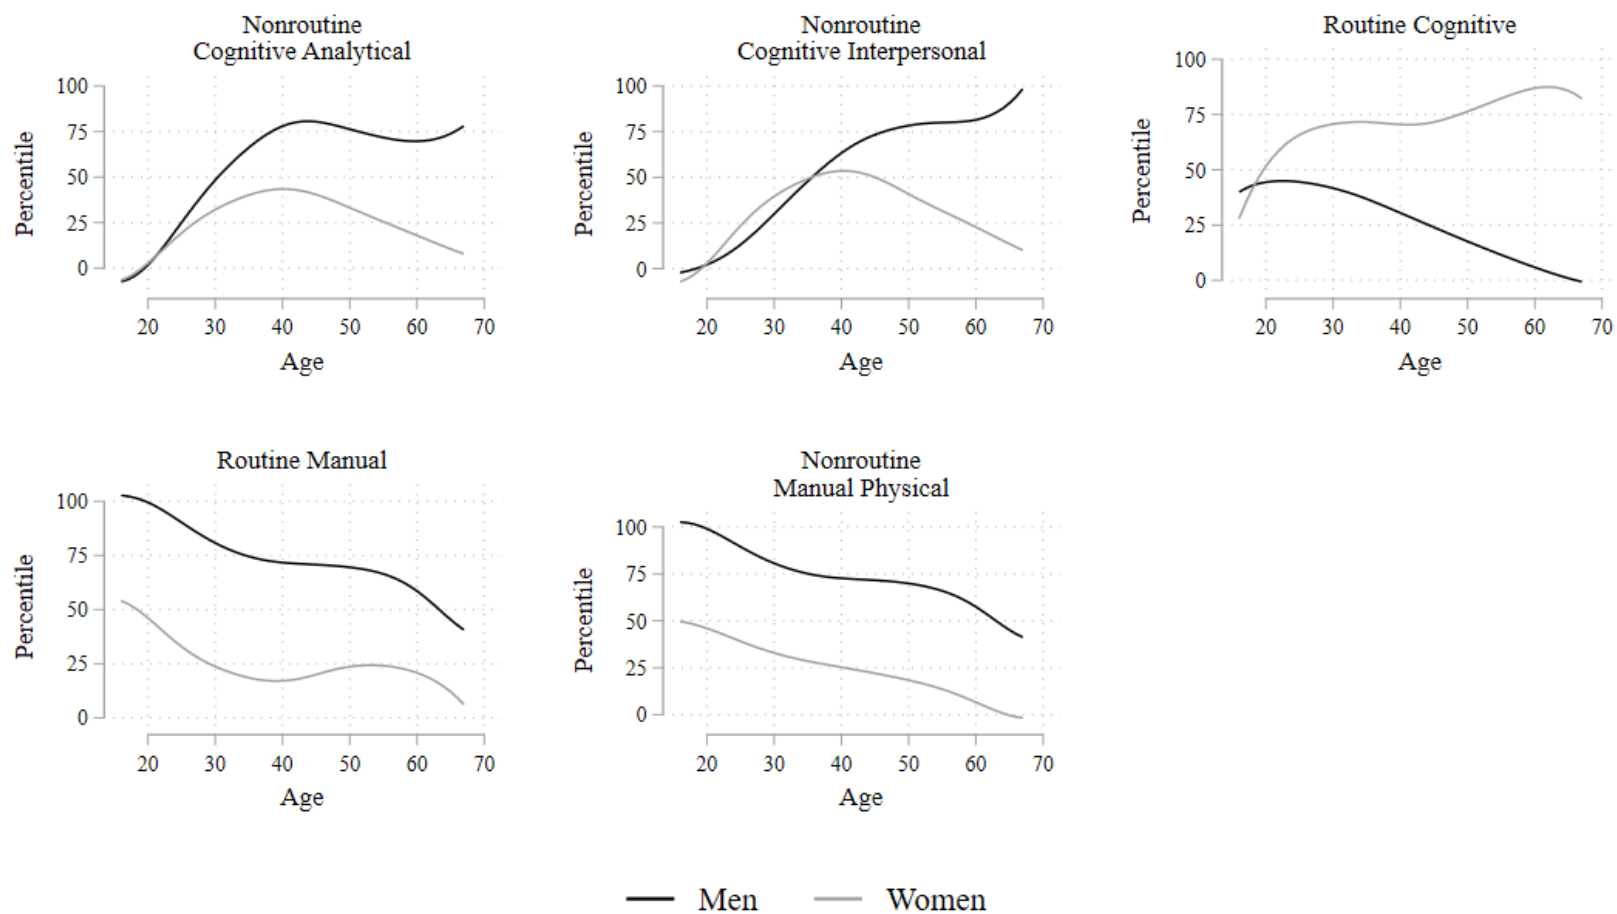 Nonroutine
Cognitive Analytical
100
75
50
25
0
Percentile
20 30 40 50 60 70
Age
Nonroutine
Cognitive Interpersonal
100
75
50
25
0
Percentile
20 30 40 50 60 70
Age
Routine Cognitive
100
75
50
25
0
Percentile
20 30 40 50 60 70
Age
Routine Manual
100
75
50
25
0
Percentile
20 30 40 50 60 70
Age
Nonroutine
Manual Physical
100
75
50
25
0
Percentile
20 30 40 50 60 70
Age
Men Women